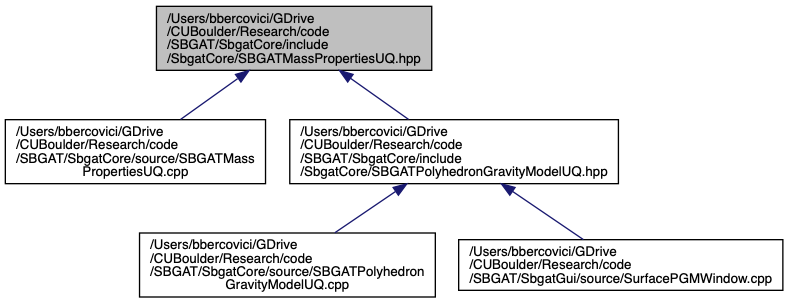 /Users/bbercovici/GDrive
/CUBoulder/Research/code
/SBGAT/SbgatCore/include
/SbgatCore/SBGATMassPropertiesUQ.hpp
/Users/bbercovici/GDrive
/CUBoulder/Research/code
/SBGAT/SbgatCore/source/SBGATMass
PropertiesUQ.cpp
/Users/bbercovici/GDrive
/CUBoulder/Research/code
/SBGAT/SbgatCore/include
/SbgatCore/SBGATPolyhedronGravityModelUQ.hpp
/Users/bbercovici/GDrive
/CUBoulder/Research/code
/SBGAT/SbgatCore/source/SBGATPolyhedron
GravityModelUQ.cpp
/Users/bbercovici/GDrive
/CUBoulder/Research/code
/SBGAT/SbgatGui/source/SurfacePGMWindow.cpp